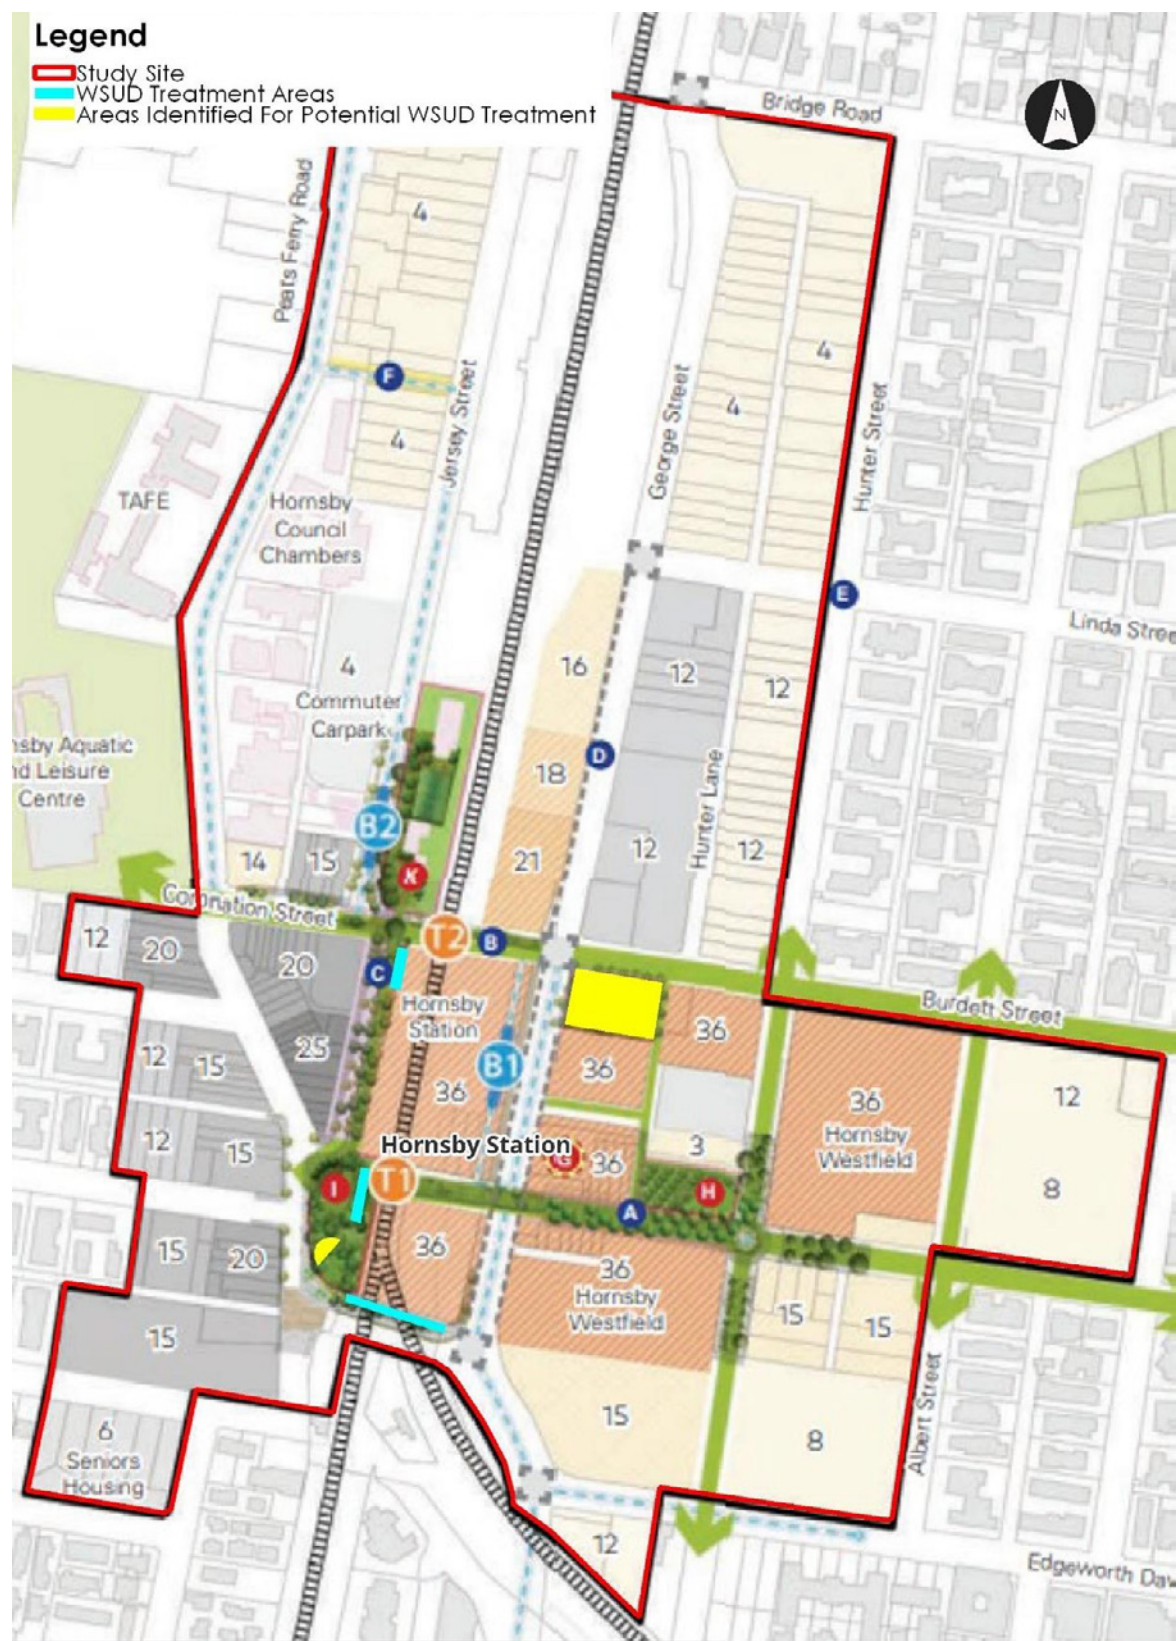 Legend
Study Site
WSUD Treatment Areas
Areas Identified For Potential WSUD Treatment
N
Bridge Road
Peats Ferry Road
4
4
F
4
4
Jersey Street
George Street
Hunter Street
TAFE
Hornsby
Council
Chambers
E
Linda Stree
4
Commuter
Carpark
16
12
12
nsby Aquatic
nd Leisure
Centre
18
D
Hunter Lane
B2
14
15
K
21
12
12
Coronation Street
12
20
20
T2
B
C
Hornsby
Station
Burdett Street
36
12
15
25
B1
36
36
36
Hornsby
Westfield
12
12
15
Hornsby Station
G
36
3
I
T1
H
A
8
15
20
36
36
Hornsby
Westfield
15
15
15
15
8
Albert Street
6
Seniors
Housing
12
Edgeworth Dav